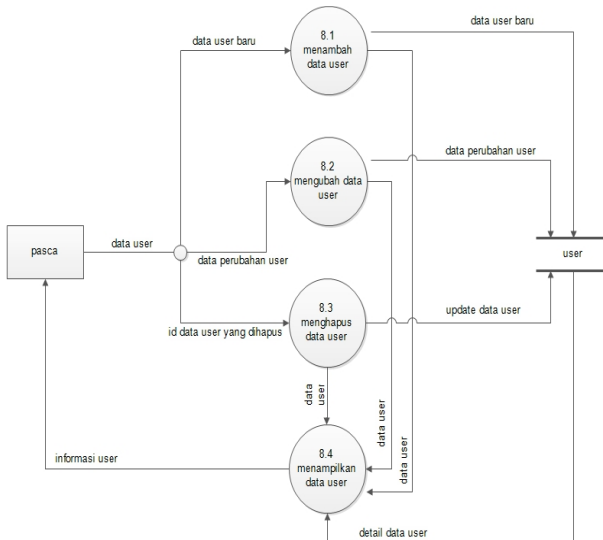 data user baru
8.1
menambah
data user
data user baru
8.2
mengubah data
user
data perubahan user
pasca
data user
data perubahan user
user
8.3
menghapus
data user
id data user yang dihapus
update data user
data
user
data user
data user
8.4
menampilkan
data user
informasi user
detail data user